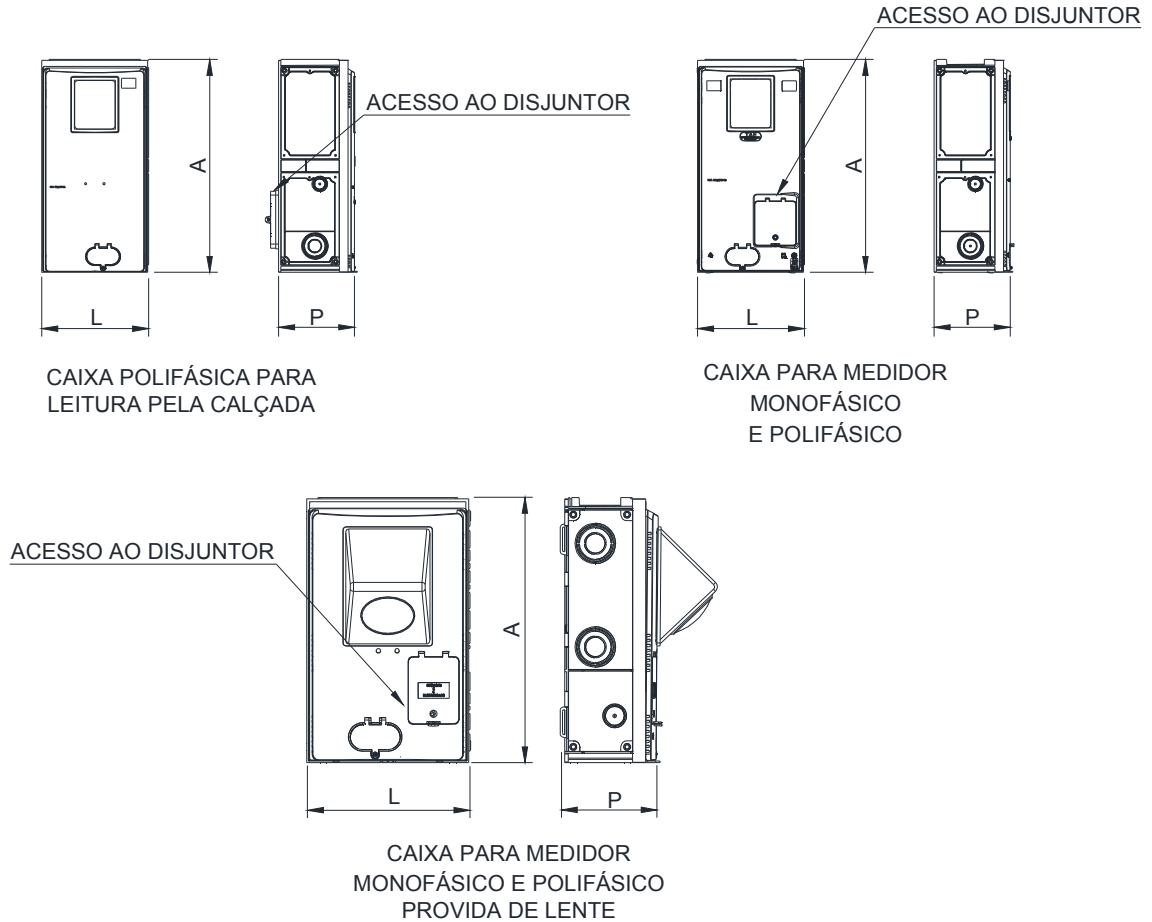 ACESSO AO DISJUNTOR
A
L
P
CAIXA POLIFÁSICA PARA
LEITURA PELA CALÇADA
ACESSO AO DISJUNTOR
A
L
P
CAIXA PARA MEDIDOR
MONOFÁSICO
E POLIFÁSICO
ACESSO AO DISJUNTOR
A
L
P
CAIXA PARA MEDIDOR
MONOFÁSICO E POLIFÁSICO
PROVIDA DE LENTE